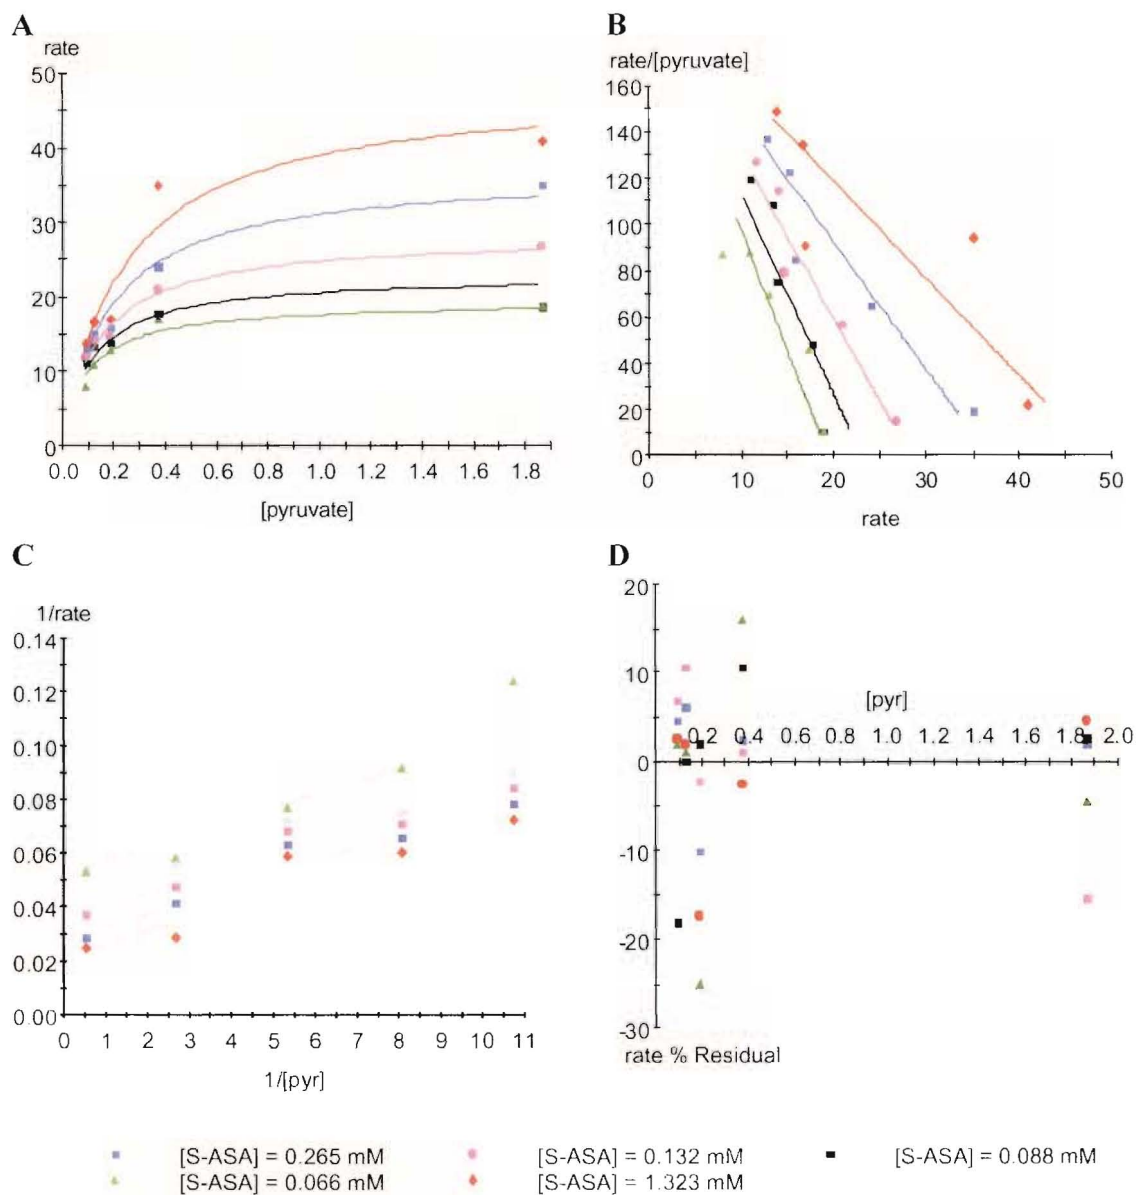 A
rate
50
40
30
20
10
0
0.0 0.2 0.4 0.6 0.8 1.0 1.2 1.4 1.6 1.8
[pyruvate]
B
rate/[pyruvate]
160
140
120
100
80
60
40
20
0
0 10 20 30 40 50
rate
C
1/rate
0.14
0.12
0.10
0.08
0.06
0.04
0.02
0.00
0 1 2 3 4 5 6 7 8 9 10 11
1/[pyr]
D
20
10
[pyr]
0.2 0.4 0.6 0.8 1.0 1.2 1.4 1.6 1.8 2.0
0
-10
-20
-30
rate % Residual
[S-ASA] = 0.265 mM [S-ASA] = 0.132 mM [S-ASA] = 0.088 mM
[S-ASA] = 0.066 mM [S-ASA] = 1.323 mM